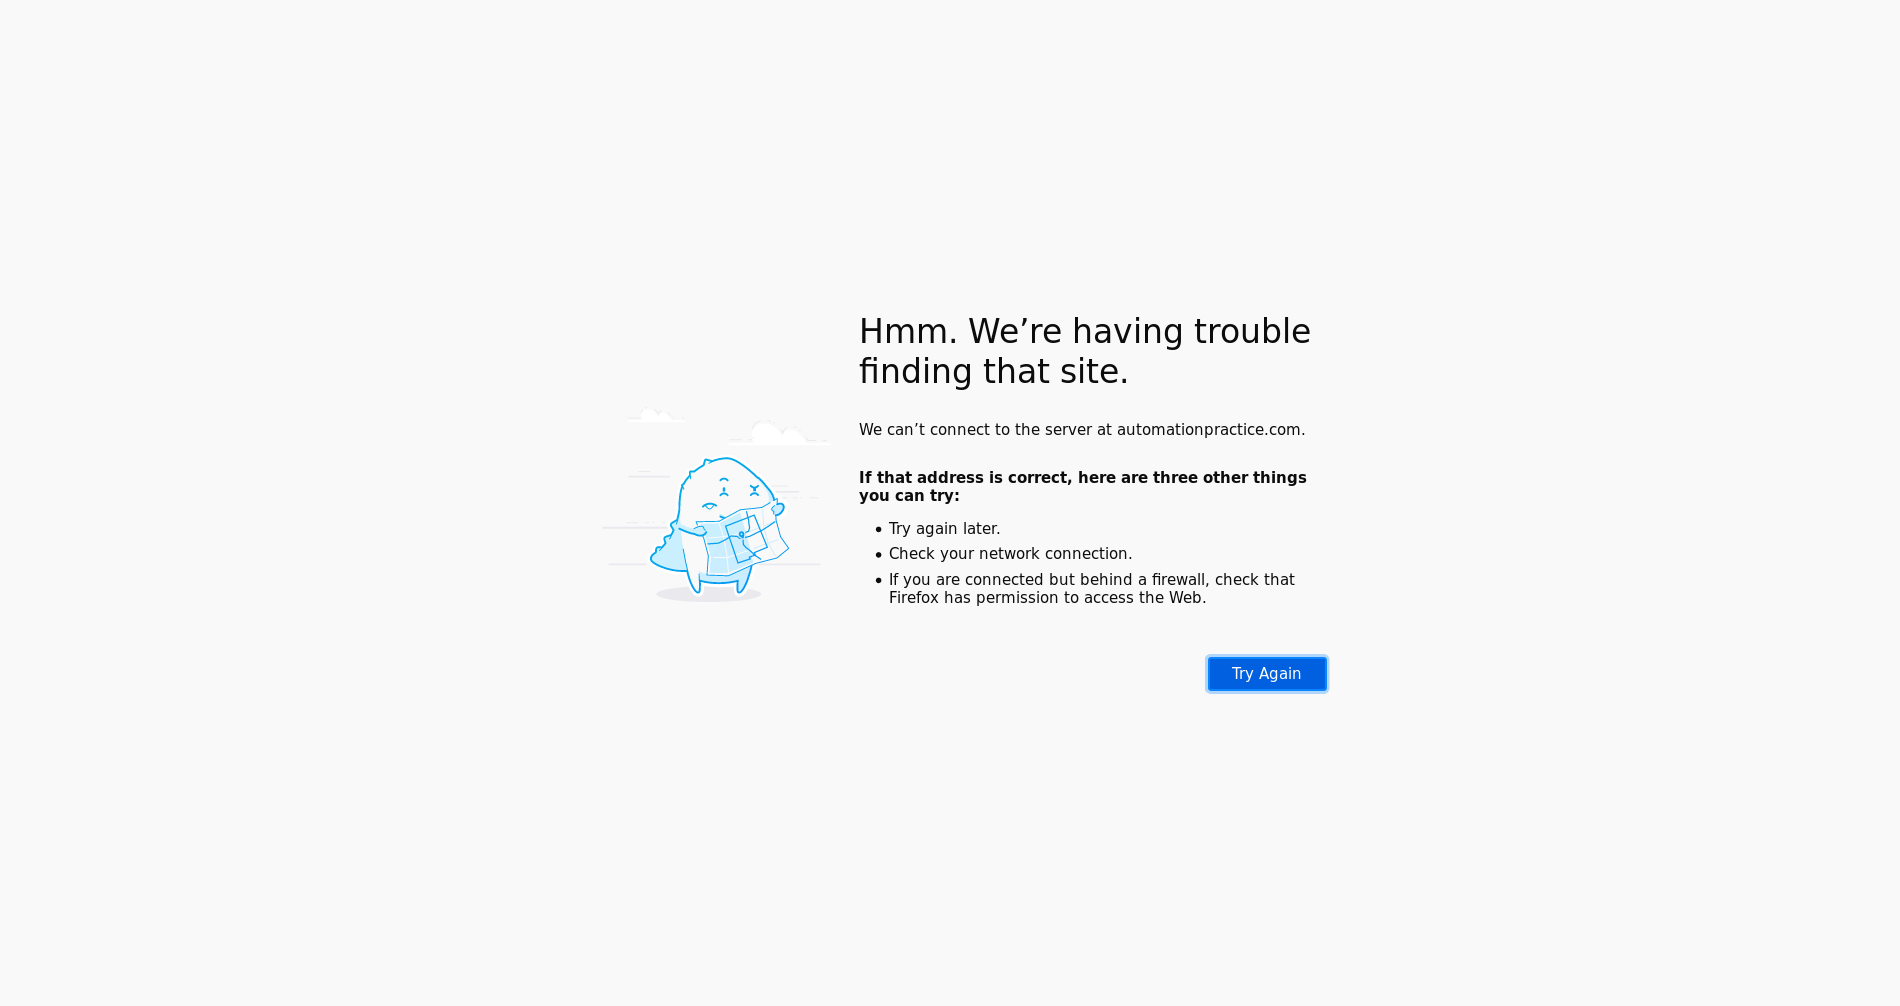 Hmm. We’re having trouble
finding that site.
We can’t connect to the server at automationpractice.com.
If that address is correct, here are three other things
you can try:
• Try again later.
• Check your network connection.
• If you are connected but behind a firewall, check that
Firefox has permission to access the Web.
Try Again